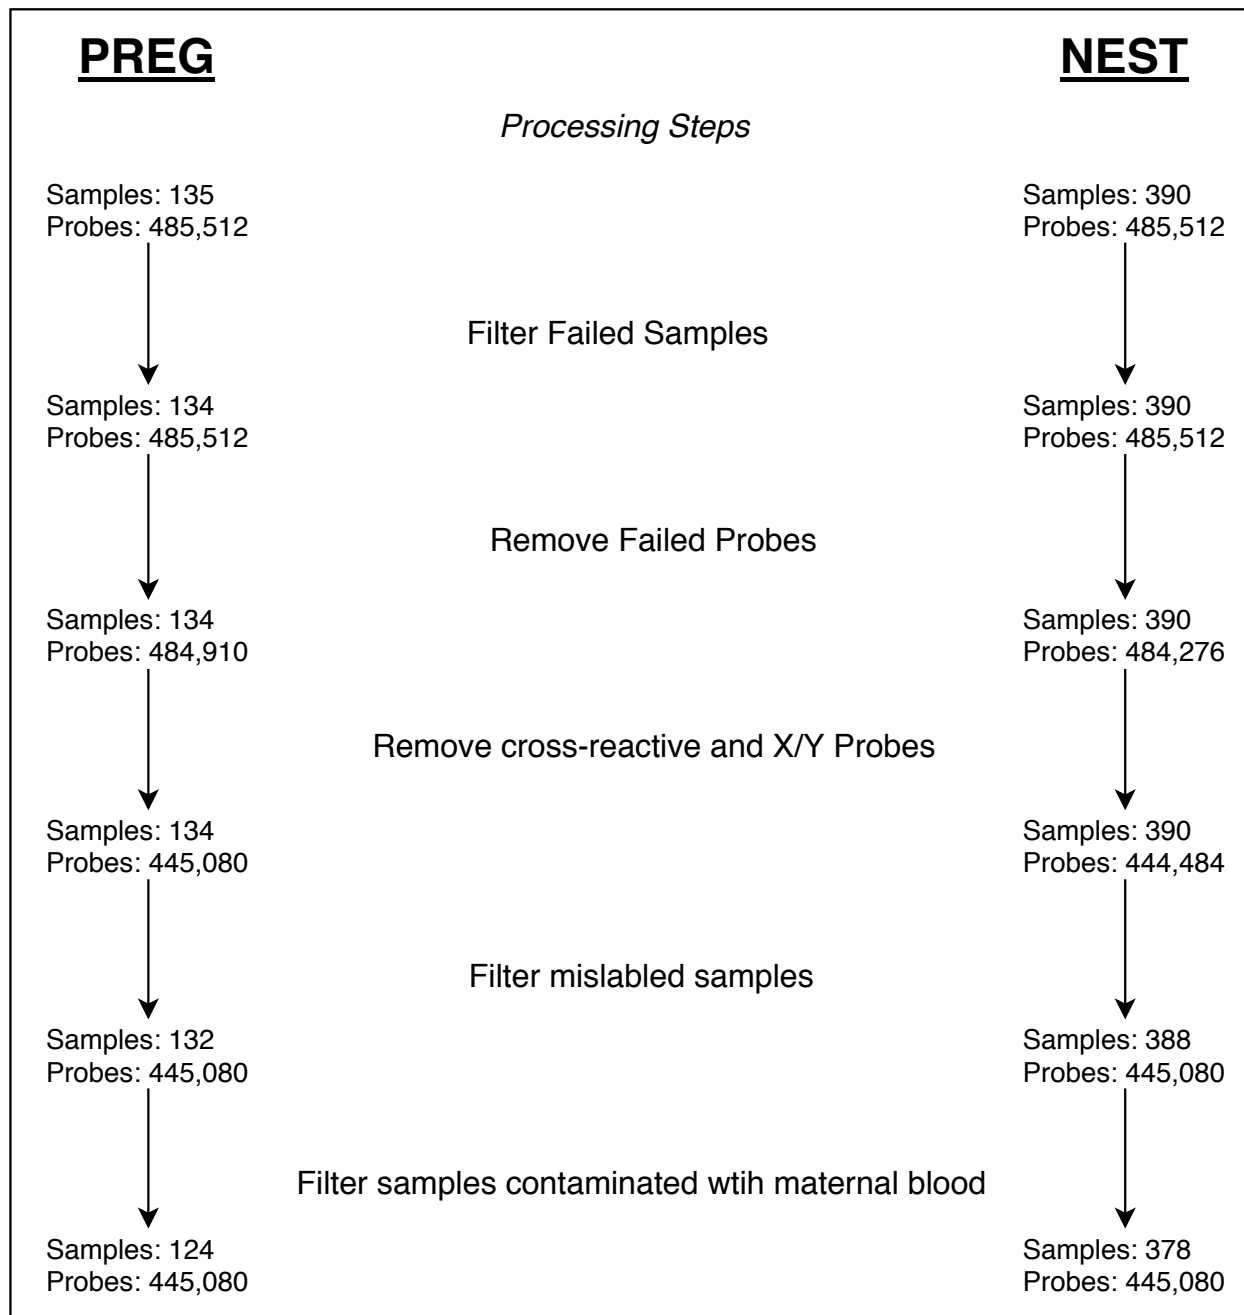 PREG
NEST
Processing Steps
Samples: 135
Probes: 485,512
Samples: 390
Probes: 485,512
Filter Failed Samples
Samples: 134
Probes: 485,512
Samples: 390
Probes: 485,512
Remove Failed Probes
Samples: 134
Probes: 484,910
Samples: 390
Probes: 484,276
Remove cross-reactive and X/Y Probes
Samples: 134
Probes: 445,080
Samples: 390
Probes: 444,484
Filter mislabled samples
Samples: 132
Probes: 445,080
Samples: 388
Probes: 445,080
Filter samples contaminated wtih maternal blood
Samples: 124
Probes: 445,080
Samples: 378
Probes: 445,080